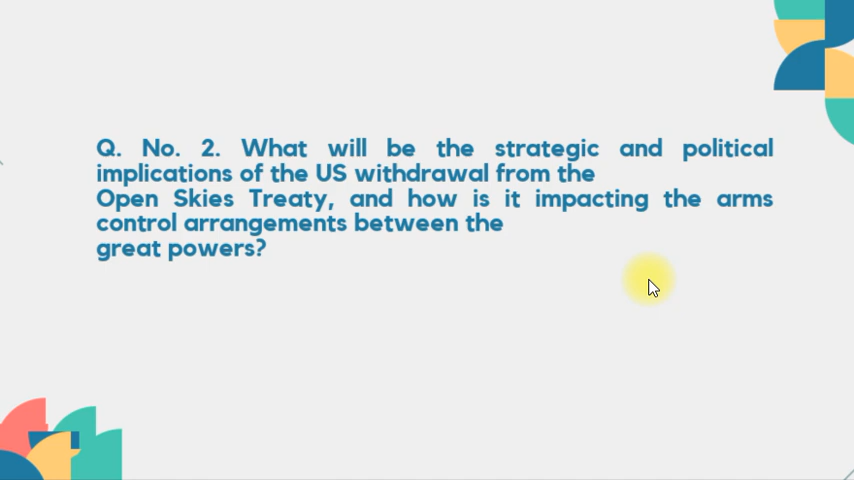 Q. No. 2. What will be the strategic and political
implications of the US withdrawal from the
Open Skies Treaty, and how is it impacting the arms
control arrangements between the
great powers?